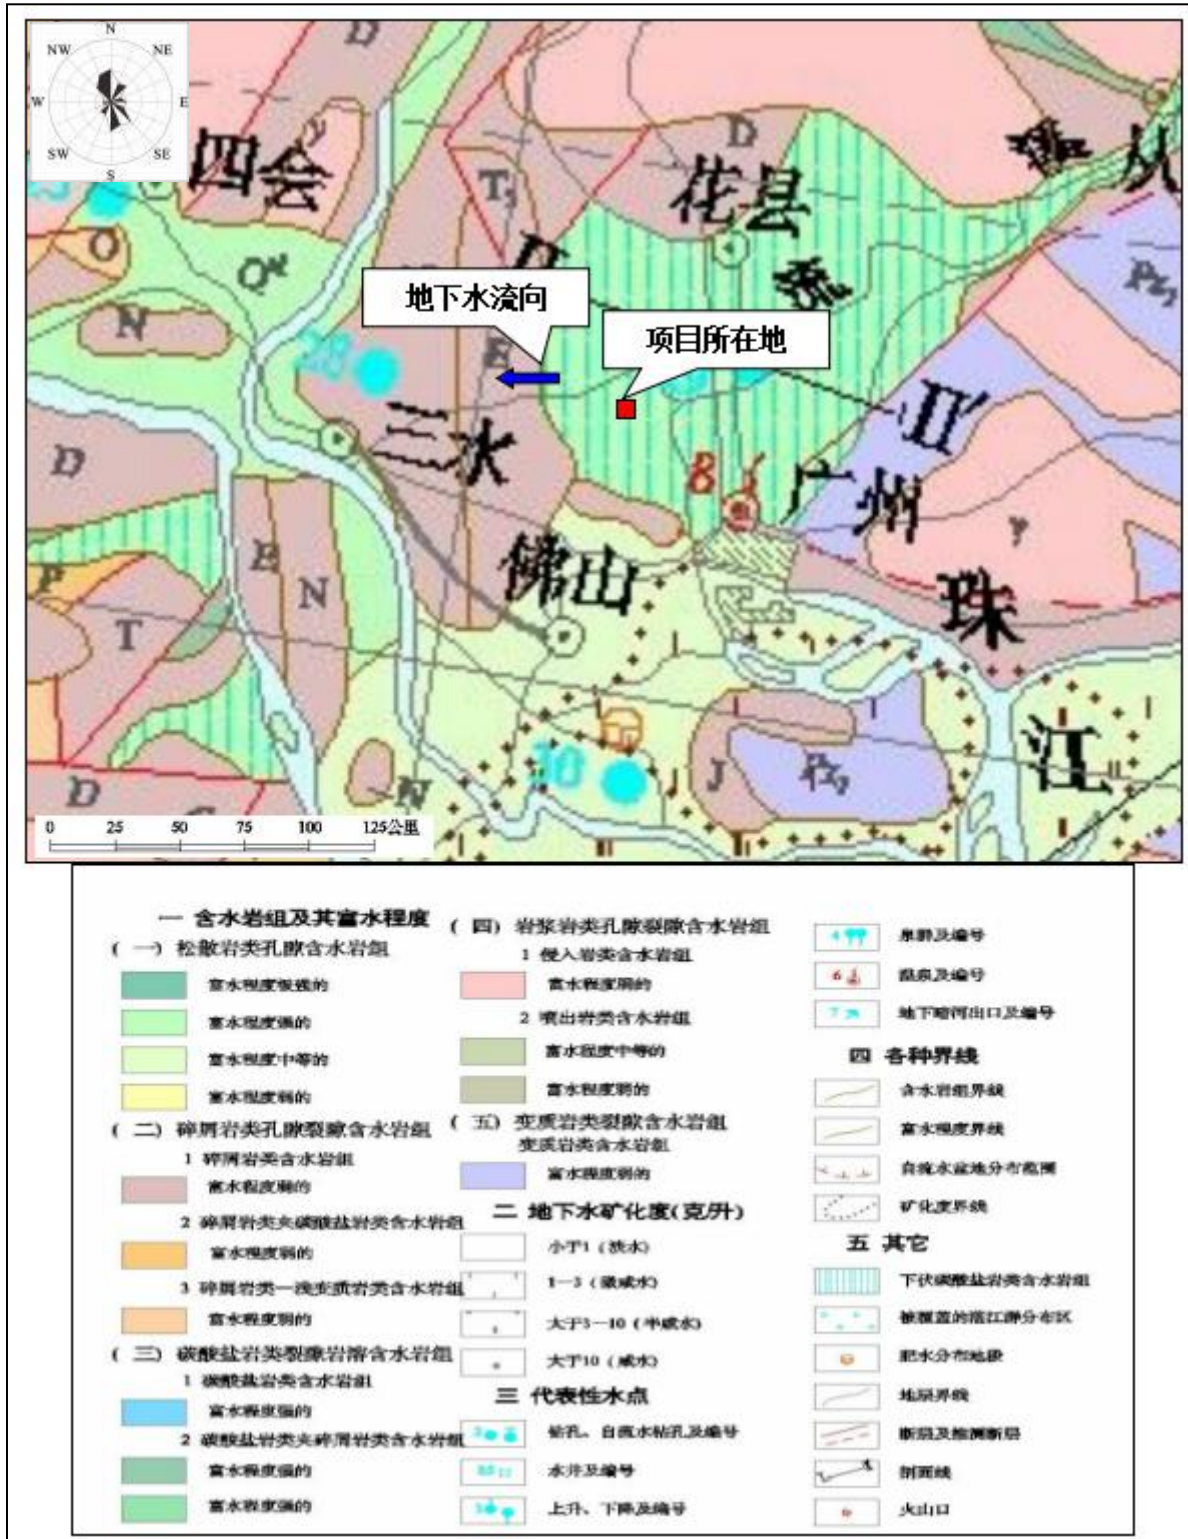 N
NW
NE
W
E
SW
SE
S
D
四会
γ
花县
D
从
T₃
O
地下水流向
项目所在地
N
28
E
三水
D
8
广州
γ
佛山
P
E
N
T
珠
江
10
J
D
N
0 25 50 75 100 125公里
一 含水岩组及其富水程度
(一) 松散岩类孔隙含水岩组
富水程度极强的
富水程度强的
富水程度中等的
富水程度弱的
(二) 碎屑岩类孔隙裂隙含水岩组
1 碎屑岩类含水岩组
富水程度弱的
2 碎屑岩类夹碳酸盐岩类含水岩组
富水程度弱的
3 碎屑岩类—浅变质岩类含水岩组
富水程度弱的
(三) 碳酸盐岩类裂隙岩溶含水岩组
1 碳酸盐岩类含水岩组
富水程度强的
2 碳酸盐岩类夹碎屑岩类含水岩组
富水程度强的
富水程度强的
(四) 岩浆岩类孔隙裂隙含水岩组
1 侵入岩类含水岩组
富水程度弱的
2 喷出岩类含水岩组
富水程度中等的
富水程度弱的
(五) 变质岩类裂隙含水岩组
变质岩类含水岩组
富水程度弱的
二 地下水矿化度(克/升)
小于1 (淡水)
1—3 (微咸水)
大于3—10 (半咸水)
大于10 (咸水)
三 代表性水点
钻孔、自流水钻孔及编号
水井及编号
上升、下降及编号
4
泉群及编号
6
温泉及编号
7
地下暗河出口及编号
四 各种界线
含水岩组界线
富水程度界线
自流水盆地分布范围
矿化度界线
五 其它
下伏碳酸盐岩类含水岩组
肥水分布地段
地层界线
断层及推测断层
剖面线
火山口